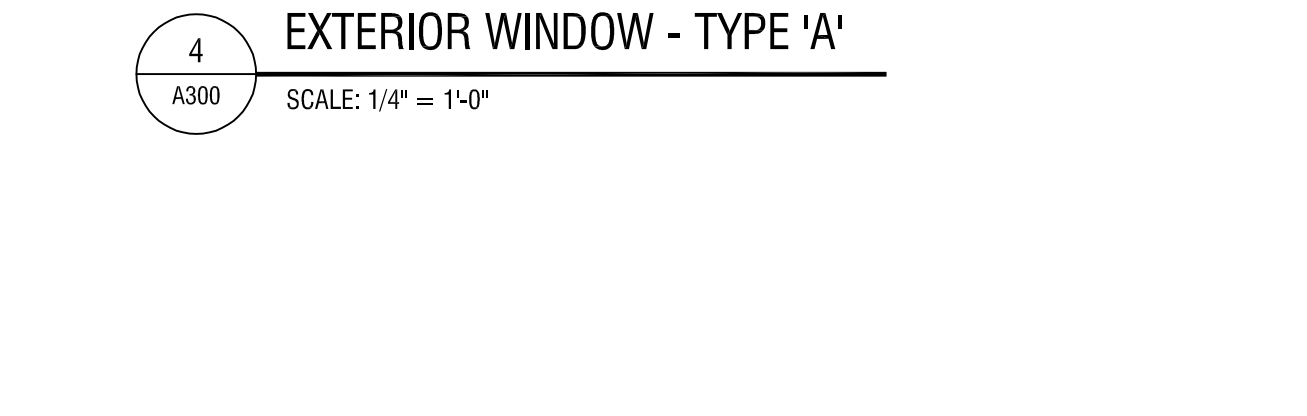 4
A300
EXTERIOR WINDOW - TYPE 'A'
SCALE: 1/4" = 1'-0"